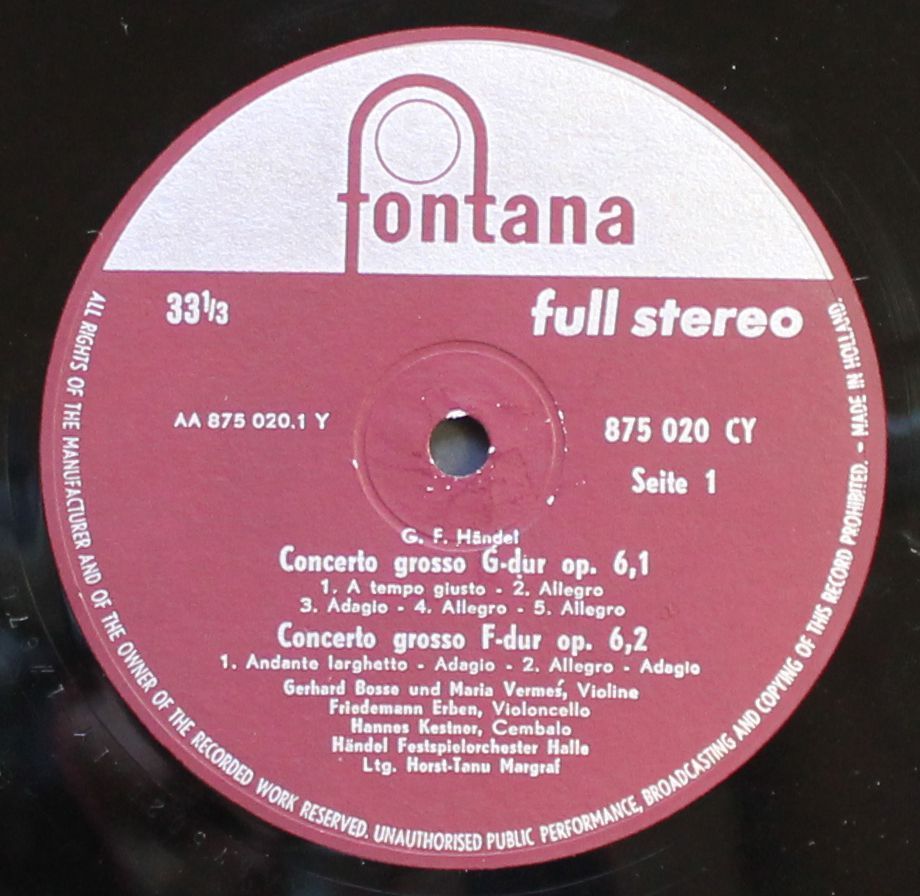 fontana
33 1/3
full stereo
AA 875 020.1 Y
875 020 CY
Seite 1
G. F. Händel
Concerto grosso G-dur op. 6,1
1. A tempo giusto - 2. Allegro
3. Adagio - 4. Allegro - 5. Allegro
Concerto grosso F-dur op. 6,2
1. Andante larghetto - Adagio - 2. Allegro - Adagio
Gerhard Bosse und Maria Vermeś, Violine
Friedemann Erben, Violoncello
Hannes Kestner, Cembalo
Händel Festspielorchester Halle
Ltg. Horst-Tanu Margraf
ALL RIGHTS OF THE MANUFACTURER AND OF THE OWNER OF THE RECORDED WORK RESERVED. UNAUTHORISED PUBLIC PERFORMANCE, BROADCASTING AND COPYING OF THIS RECORD PROHIBITED. - MADE IN HOLLAND.